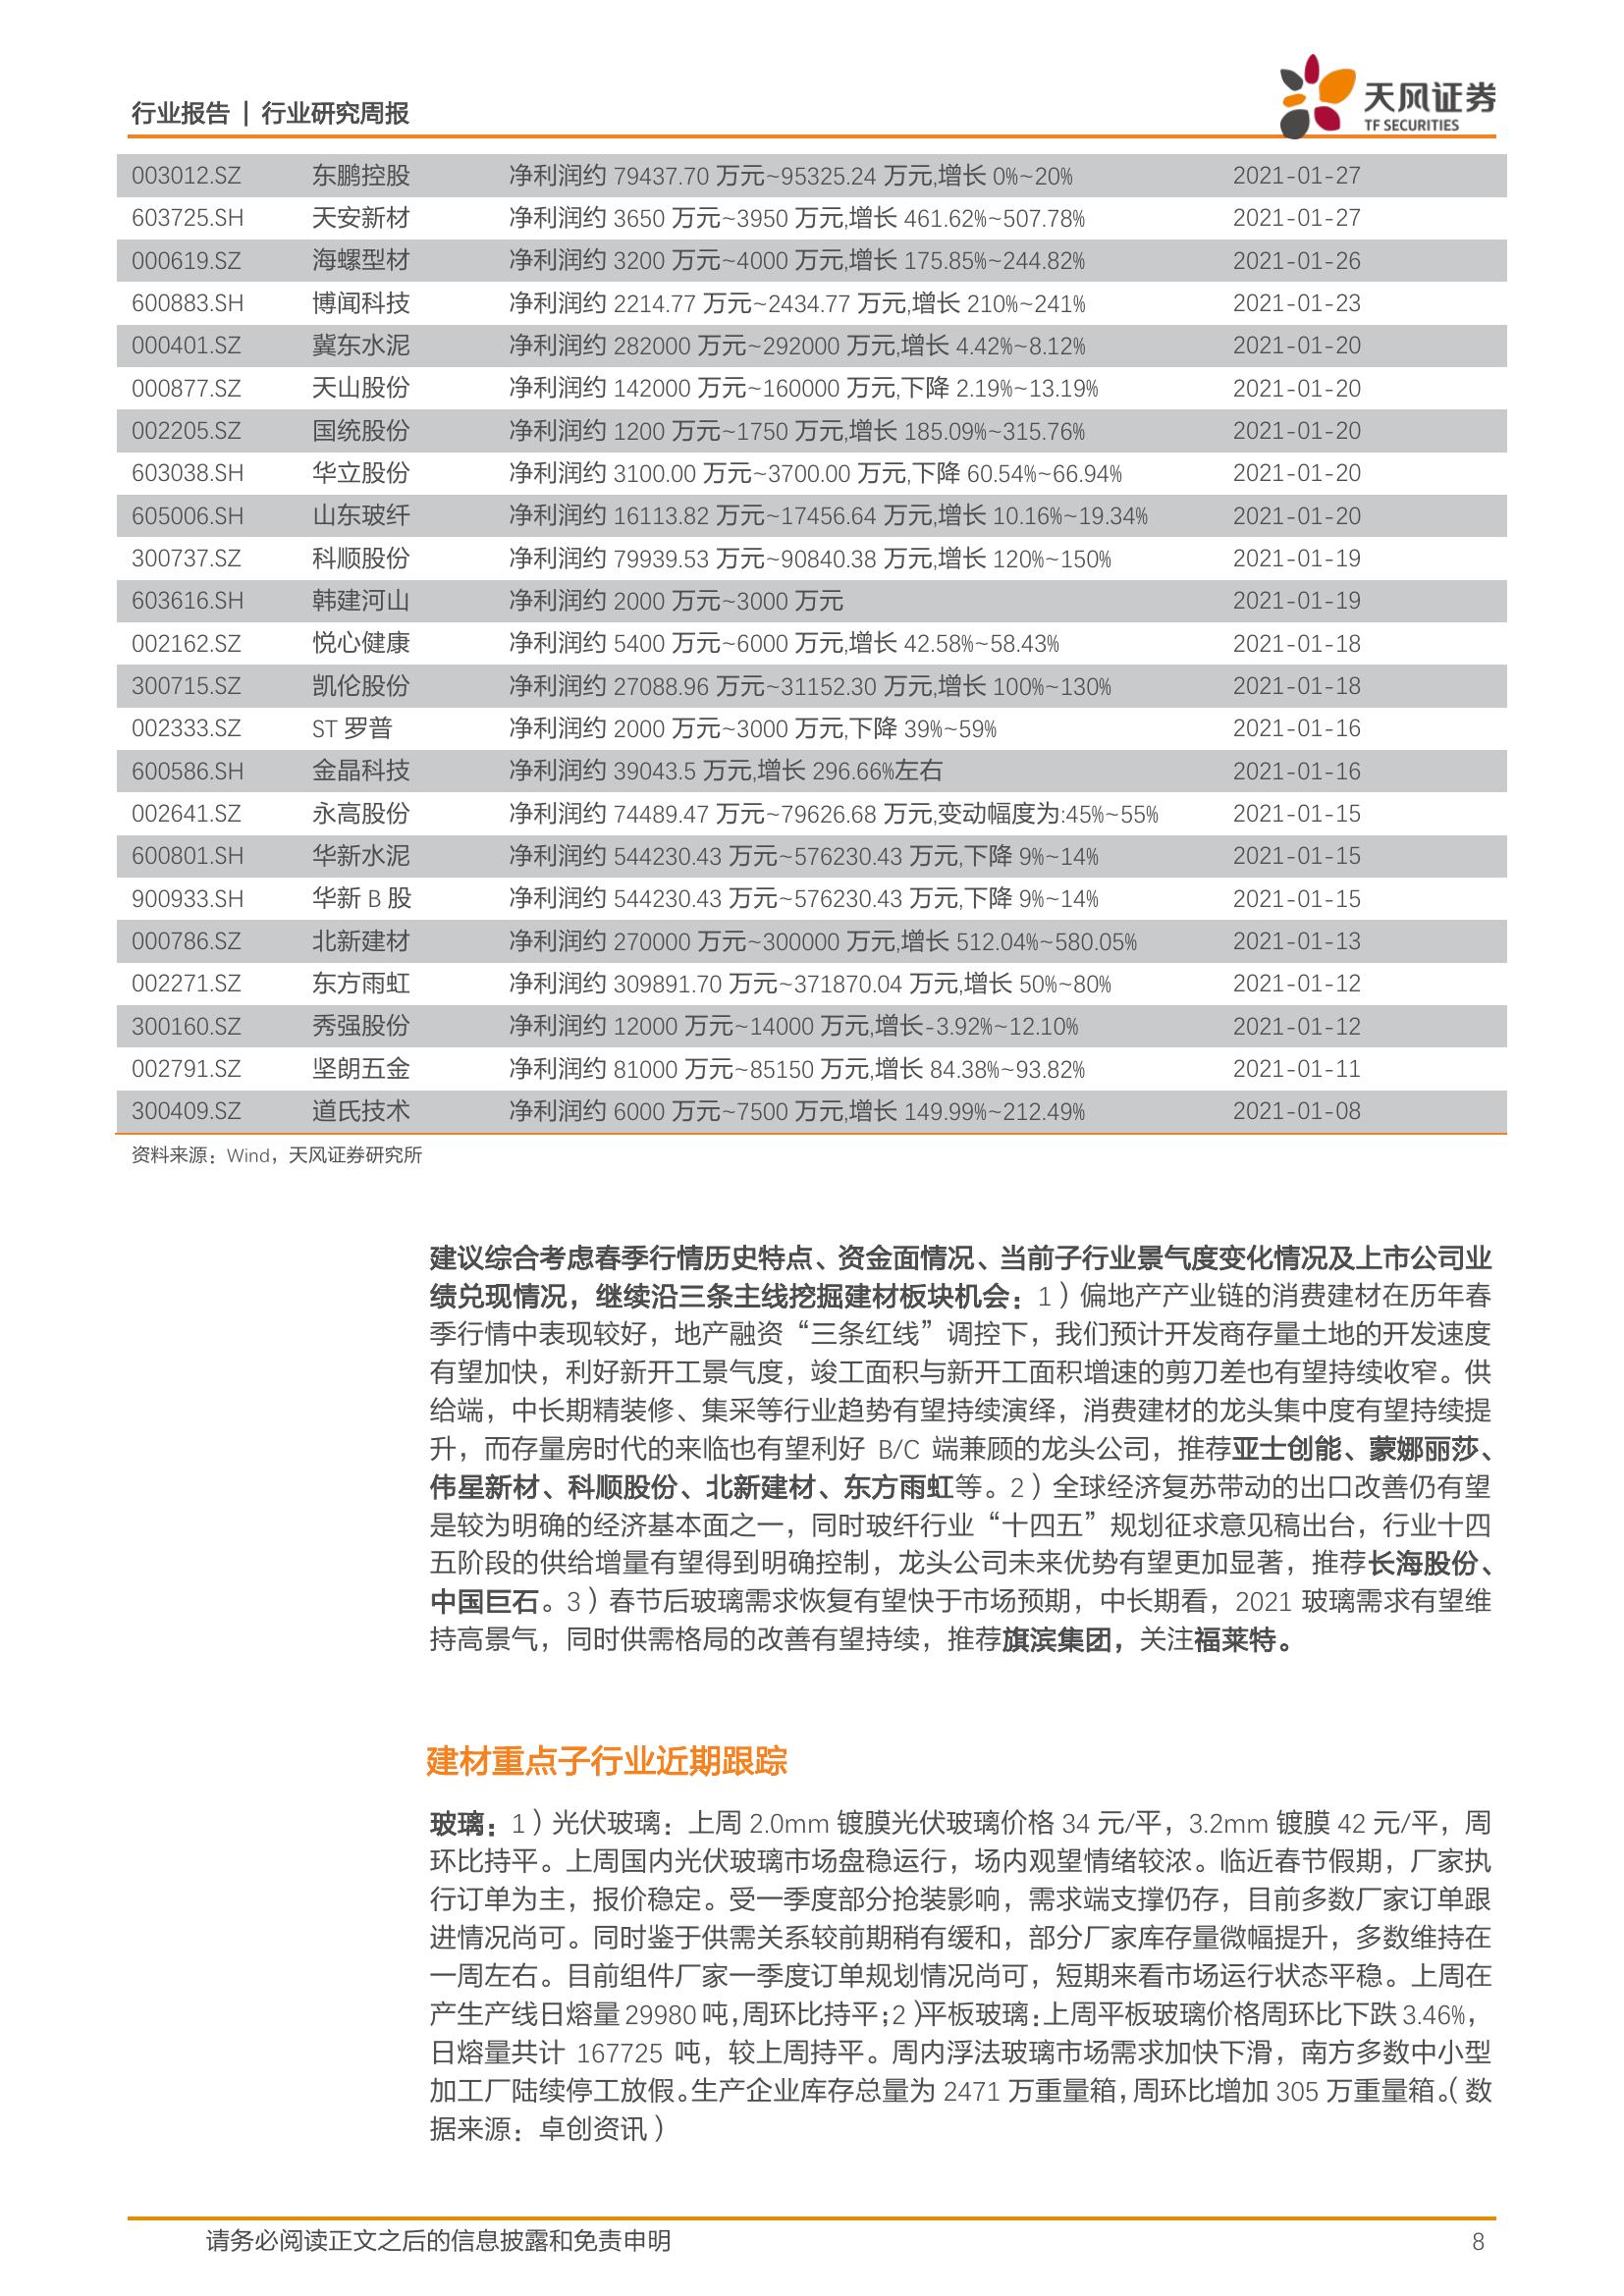 行业报告 | 行业研究周报
天风证券
TF SECURITIES
003012.SZ 东鹏控股 净利润约 79437.70 万元~95325.24 万元,增长 0%~20% 2021-01-27
603725.SH 天安新材 净利润约 3650 万元~3950 万元,增长 461.62%~507.78% 2021-01-27
000619.SZ 海螺型材 净利润约 3200 万元~4000 万元,增长 175.85%~244.82% 2021-01-26
600883.SH 博闻科技 净利润约 2214.77 万元~2434.77 万元,增长 210%~241% 2021-01-23
000401.SZ 冀东水泥 净利润约 282000 万元~292000 万元,增长 4.42%~8.12% 2021-01-20
000877.SZ 天山股份 净利润约 142000 万元~160000 万元,下降 2.19%~13.19% 2021-01-20
002205.SZ 国统股份 净利润约 1200 万元~1750 万元,增长 185.09%~315.76% 2021-01-20
603038.SH 华立股份 净利润约 3100.00 万元~3700.00 万元,下降 60.54%~66.94% 2021-01-20
605006.SH 山东玻纤 净利润约 16113.82 万元~17456.64 万元,增长 10.16%~19.34% 2021-01-20
300737.SZ 科顺股份 净利润约 79939.53 万元~90840.38 万元,增长 120%~150% 2021-01-19
603616.SH 韩建河山 净利润约 2000 万元~3000 万元 2021-01-19
002162.SZ 悦心健康 净利润约 5400 万元~6000 万元,增长 42.58%~58.43% 2021-01-18
300715.SZ 凯伦股份 净利润约 27088.96 万元~31152.30 万元,增长 100%~130% 2021-01-18
002333.SZ ST 罗普 净利润约 2000 万元~3000 万元,下降 39%~59% 2021-01-16
600586.SH 金晶科技 净利润约 39043.5 万元,增长 296.66%左右 2021-01-16
002641.SZ 永高股份 净利润约 74489.47 万元~79626.68 万元,变动幅度为:45%~55% 2021-01-15
600801.SH 华新水泥 净利润约 544230.43 万元~576230.43 万元,下降 9%~14% 2021-01-15
900933.SH 华新 B 股 净利润约 544230.43 万元~576230.43 万元,下降 9%~14% 2021-01-15
000786.SZ 北新建材 净利润约 270000 万元~300000 万元,增长 512.04%~580.05% 2021-01-13
002271.SZ 东方雨虹 净利润约 309891.70 万元~371870.04 万元,增长 50%~80% 2021-01-12
300160.SZ 秀强股份 净利润约 12000 万元~14000 万元,增长-3.92%~12.10% 2021-01-12
002791.SZ 坚朗五金 净利润约 81000 万元~85150 万元,增长 84.38%~93.82% 2021-01-11
300409.SZ 道氏技术 净利润约 6000 万元~7500 万元,增长 149.99%~212.49% 2021-01-08
资料来源：Wind，天风证券研究所
建议综合考虑春季行情历史特点、资金面情况、当前子行业景气度变化情况及上市公司业
绩兑现情况，继续沿三条主线挖掘建材板块机会：1）偏地产产业链的消费建材在历年春
季行情中表现较好，地产融资“三条红线”调控下，我们预计开发商存量土地的开发速度
有望加快，利好新开工景气度，竣工面积与新开工面积增速的剪刀差也有望持续收窄。供
给端，中长期精装修、集采等行业趋势有望持续演绎，消费建材的龙头集中度有望持续提
升，而存量房时代的来临也有望利好 B/C 端兼顾的龙头公司，推荐亚士创能、蒙娜丽莎、
伟星新材、科顺股份、北新建材、东方雨虹等。2）全球经济复苏带动的出口改善仍有望
是较为明确的经济基本面之一，同时玻纤行业“十四五”规划征求意见稿出台，行业十四
五阶段的供给增量有望得到明确控制，龙头公司未来优势有望更加显著，推荐长海股份、
中国巨石。3）春节后玻璃需求恢复有望快于市场预期，中长期看，2021 玻璃需求有望维
持高景气，同时供需格局的改善有望持续，推荐旗滨集团，关注福莱特。
建材重点子行业近期跟踪
玻璃：1）光伏玻璃：上周 2.0mm 镀膜光伏玻璃价格 34 元/平，3.2mm 镀膜 42 元/平，周
环比持平。上周国内光伏玻璃市场盘稳运行，场内观望情绪较浓。临近春节假期，厂家执
行订单为主，报价稳定。受一季度部分抢装影响，需求端支撑仍存，目前多数厂家订单跟
进情况尚可。同时鉴于供需关系较前期稍有缓和，部分厂家库存量微幅提升，多数维持在
一周左右。目前组件厂家一季度订单规划情况尚可，短期来看市场运行状态平稳。上周在
产生产线日熔量 29980 吨，周环比持平；2）平板玻璃：上周平板玻璃价格周环比下跌 3.46%，
日熔量共计 167725 吨，较上周持平。周内浮法玻璃市场需求加快下滑，南方多数中小型
加工厂陆续停工放假。生产企业库存总量为 2471 万重量箱，周环比增加 305 万重量箱。（数
据来源：卓创资讯）
请务必阅读正文之后的信息披露和免责申明 8